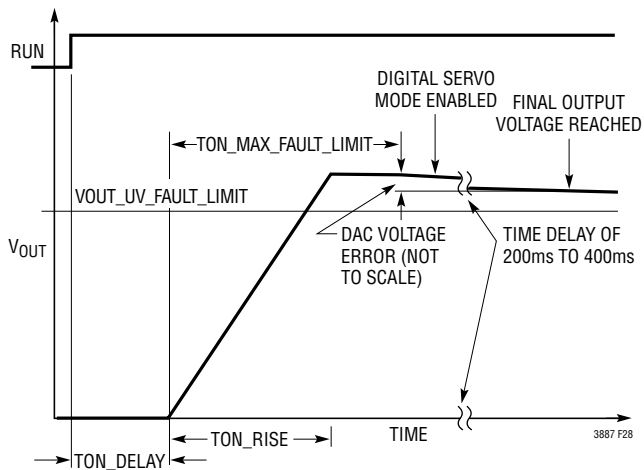 RUN
DIGITAL SERVO
MODE ENABLED
FINAL OUTPUT
VOLTAGE REACHED
TON_MAX_FAULT_LIMIT
VOUT_UV_FAULT_LIMIT
VOUT
DAC VOLTAGE
ERROR (NOT
TO SCALE)
TIME DELAY OF
200ms TO 400ms
TON_RISE
TIME
3887 F28
TON_DELAY